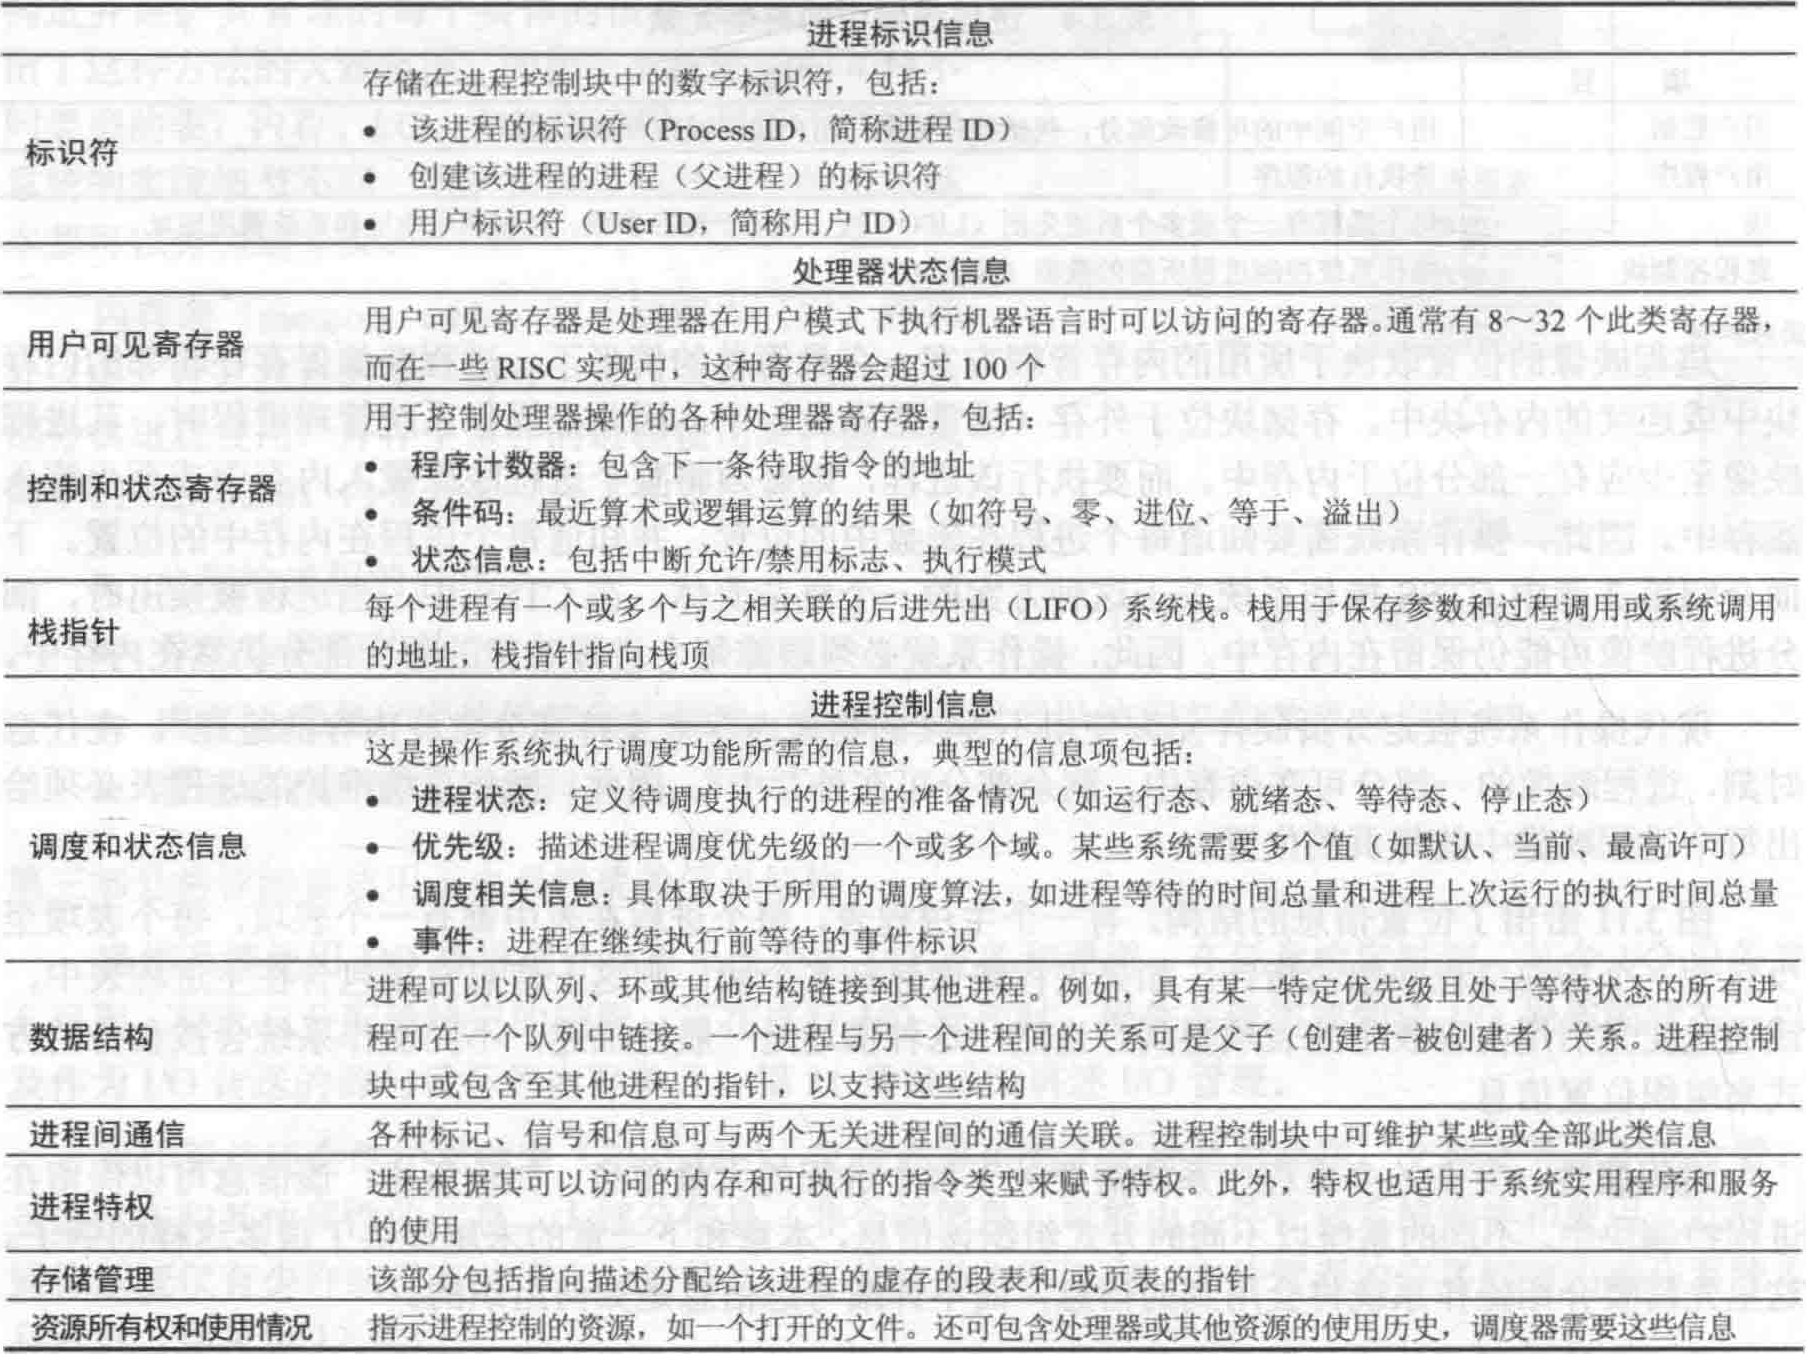 进程标识信息
标识符
存储在进程控制块中的数字标识符，包括：
• 该进程的标识符（Process ID，简称进程 ID）
• 创建该进程的进程（父进程）的标识符
• 用户标识符（User ID，简称用户 ID）
处理器状态信息
用户可见寄存器
用户可见寄存器是处理器在用户模式下执行机器语言时可以访问的寄存器。通常有 8～32 个此类寄存器，
而在一些 RISC 实现中，这种寄存器会超过 100 个
控制和状态寄存器
用于控制处理器操作的各种处理器寄存器，包括：
• 程序计数器：包含下一条待取指令的地址
• 条件码：最近算术或逻辑运算的结果（如符号、零、进位、等于、溢出）
• 状态信息：包括中断允许/禁用标志、执行模式
栈指针
每个进程有一个或多个与之相关联的后进先出（LIFO）系统栈。栈用于保存参数和过程调用或系统调用
的地址，栈指针指向栈顶
进程控制信息
调度和状态信息
这是操作系统执行调度功能所需的信息，典型的信息项包括：
• 进程状态：定义待调度执行的进程的准备情况（如运行态、就绪态、等待态、停止态）
• 优先级：描述进程调度优先级的一个或多个域。某些系统需要多个值（如默认、当前、最高许可）
• 调度相关信息：具体取决于所用的调度算法，如进程等待的时间总量和进程上次运行的执行时间总量
• 事件：进程在继续执行前等待的事件标识
数据结构
进程可以以队列、环或其他结构链接到其他进程。例如，具有某一特定优先级且处于等待状态的所有进
程可在一个队列中链接。一个进程与另一个进程间的关系可是父子（创建者-被创建者）关系。进程控制
块中或包含至其他进程的指针，以支持这些结构
进程间通信
各种标记、信号和信息可与两个无关进程间的通信关联。进程控制块中可维护某些或全部此类信息
进程特权
进程根据其可以访问的内存和可执行的指令类型来赋予特权。此外，特权也适用于系统实用程序和服务
的使用
存储管理
该部分包括指向描述分配给该进程的虚存的段表和/或页表的指针
资源所有权和使用情况
指示进程控制的资源，如一个打开的文件。还可包含处理器或其他资源的使用历史，调度器需要这些信息